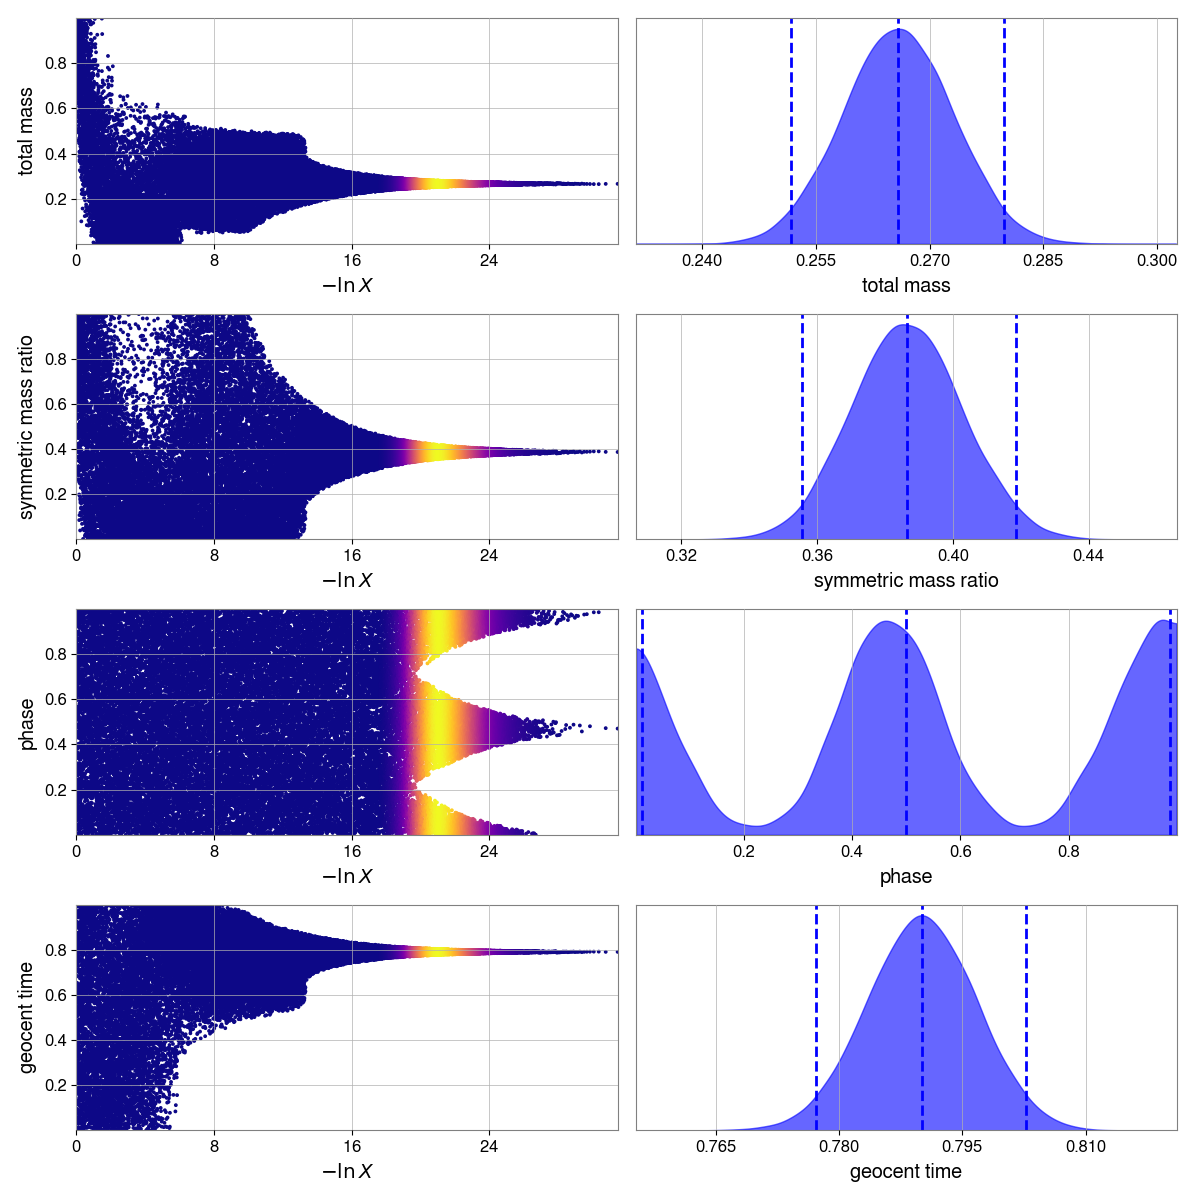 total mass
0.8
0.6
0.4
0.2
0 8 16 24
−ln X
0.240 0.255 0.270 0.285 0.300
total mass
symmetric mass ratio
0.8
0.6
0.4
0.2
0 8 16 24
−ln X
0.32 0.36 0.40 0.44
symmetric mass ratio
phase
0.8
0.6
0.4
0.2
0 8 16 24
−ln X
0.2 0.4 0.6 0.8
phase
geocent time
0.8
0.6
0.4
0.2
0 8 16 24
−ln X
0.765 0.780 0.795 0.810
geocent time